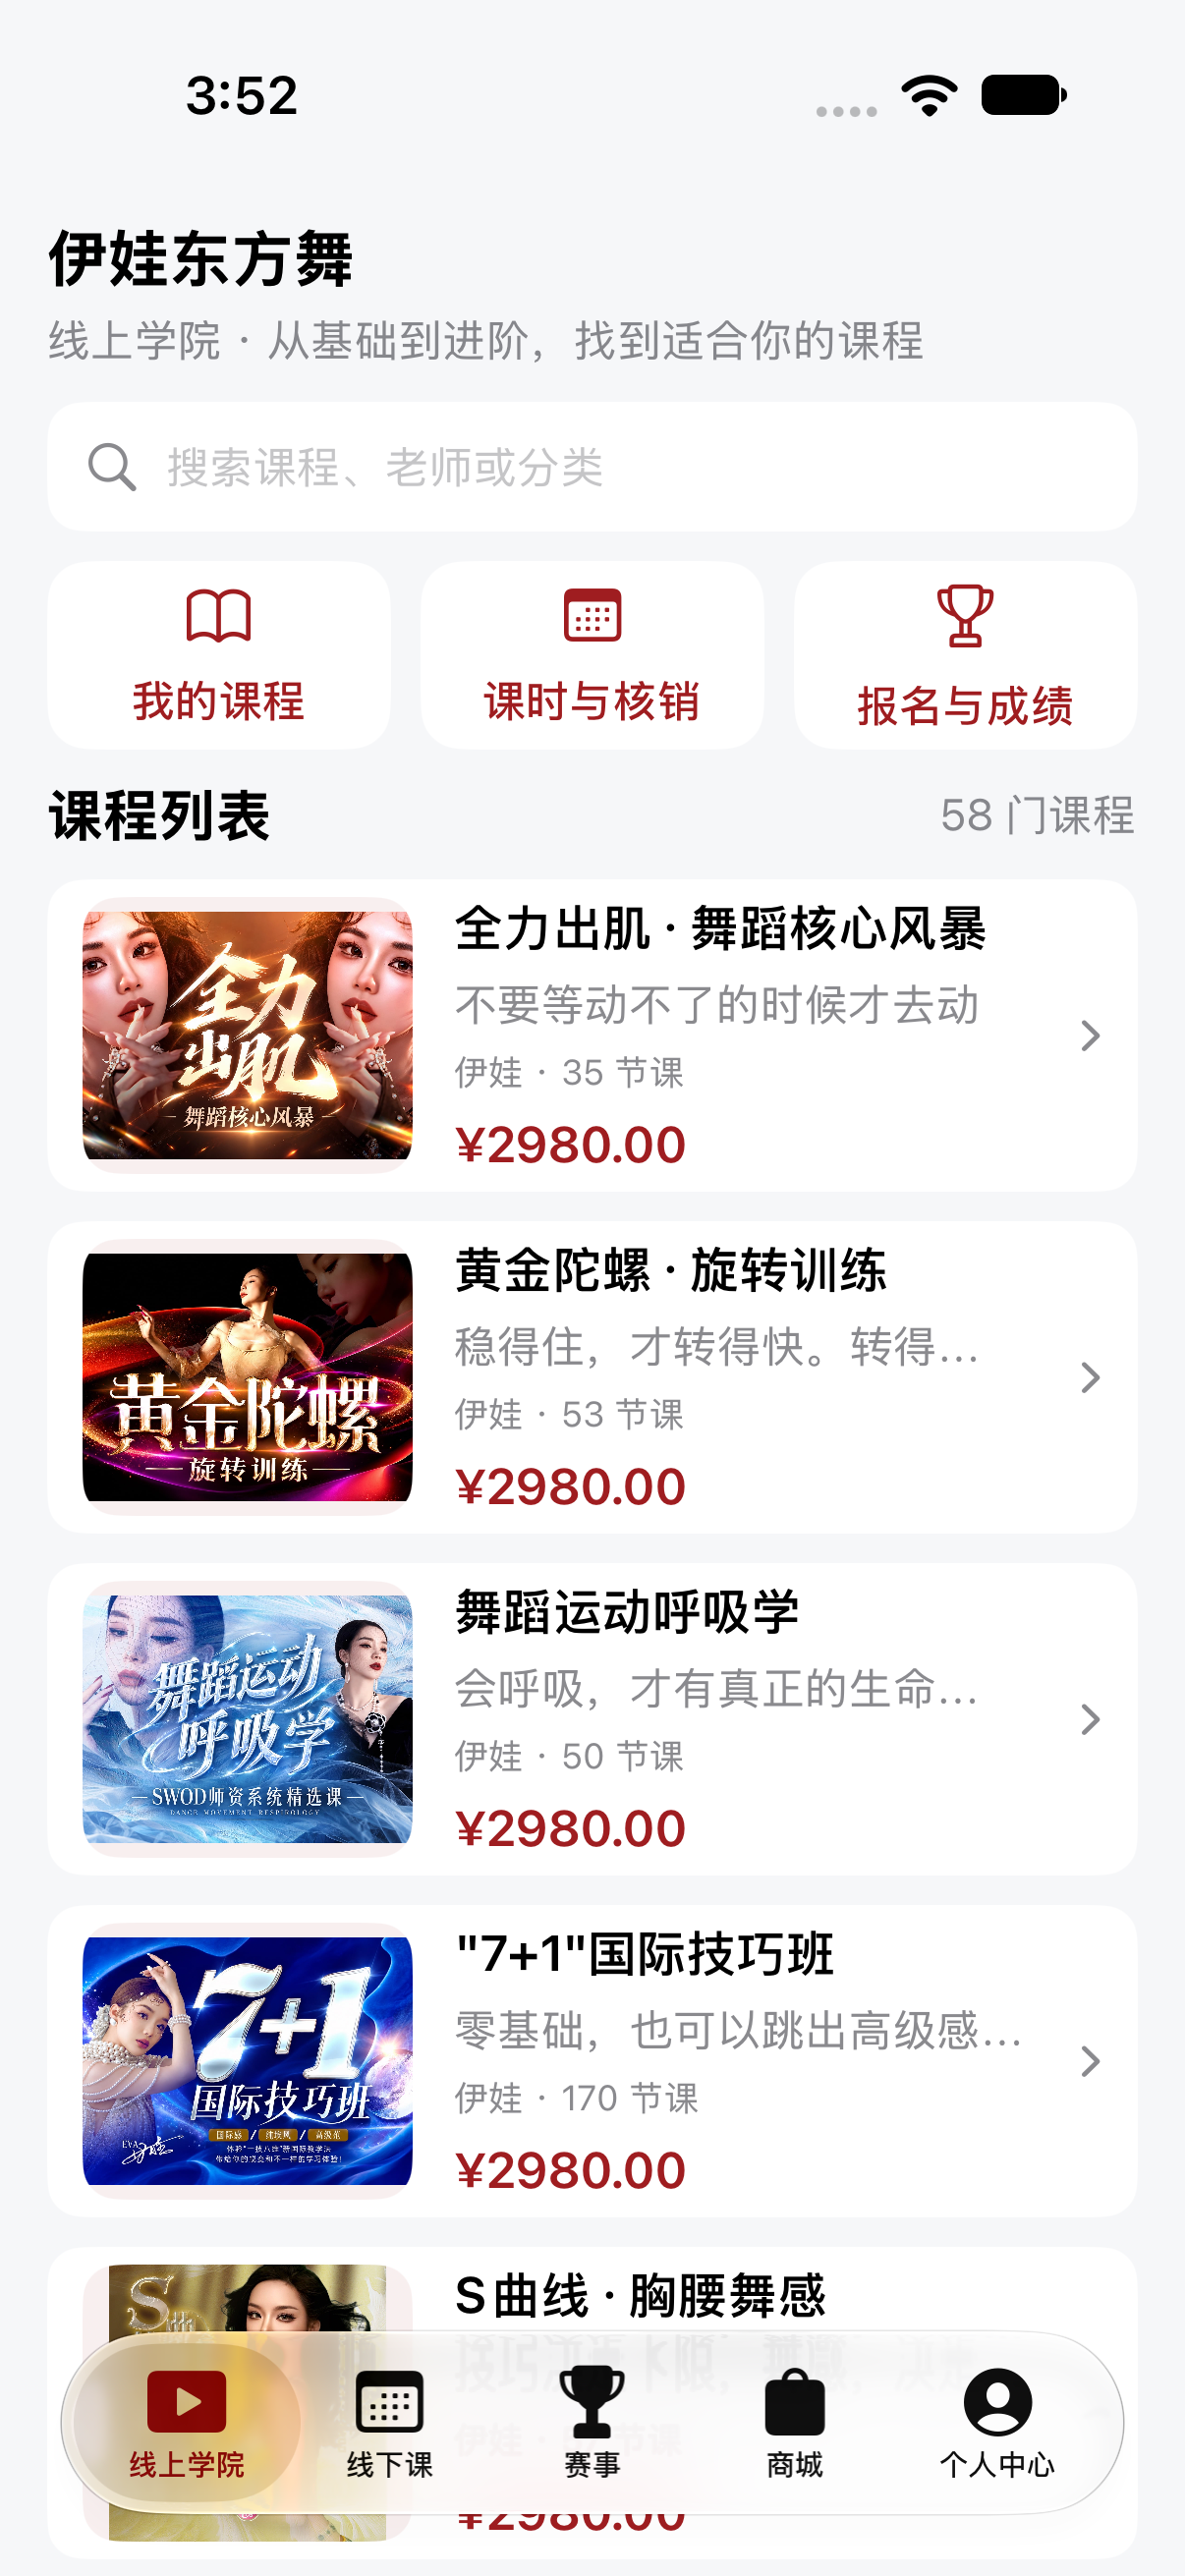 3:52
伊娃东方舞
线上学院 · 从基础到进阶，找到适合你的课程
搜索课程、老师或分类
我的课程
课时与核销
报名与成绩
课程列表
58 门课程
全力
出肌
舞蹈核心风暴
全力出肌 · 舞蹈核心风暴
不要等动不了的时候才去动
伊娃 · 35 节课
¥2980.00
黄金陀螺
旋转训练
黄金陀螺 · 旋转训练
稳得住，才转得快。转得...
伊娃 · 53 节课
¥2980.00
舞蹈运动
呼吸学
SWOD师资系统精选课
DANCE MOVEMENT RESPIROLOGY
舞蹈运动呼吸学
会呼吸，才有真正的生命...
伊娃 · 50 节课
¥2980.00
7+1
国际技巧班
"7+1"国际技巧班
零基础，也可以跳出高级感...
伊娃 · 170 节课
¥2980.00
S
S曲线 · 胸腰舞感
¥2980.00
线上学院
线下课
赛事
商城
个人中心